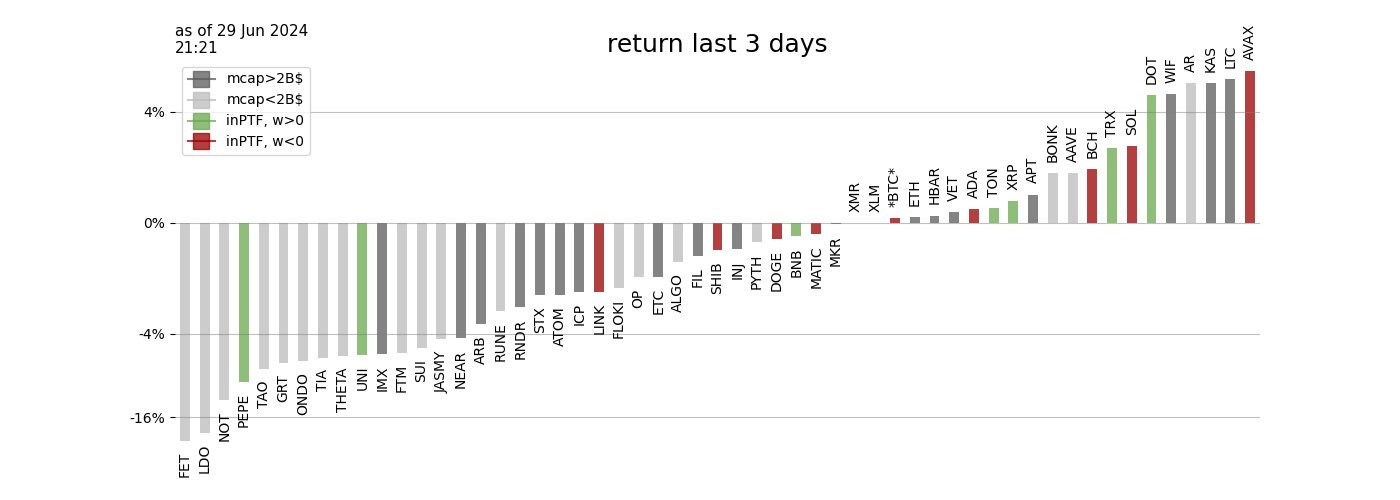 as of 29 Jun 2024
21:21
return last 3 days
mcap>2B$
mcap<2B$
inPTF, w>0
inPTF, w<0
4%
0%
-4%
-16%
FET
LDO
NOT
PEPE
TAO
GRT
ONDO
TIA
THETA
UNI
IMX
FTM
SUI
JASMY
NEAR
ARB
RUNE
RNDR
STX
ATOM
ICP
LINK
FLOKI
OP
ETC
ALGO
FIL
SHIB
INJ
PYTH
DOGE
BNB
MATIC
MKR
XMR
XLM
*BTC*
ETH
HBAR
VET
ADA
TON
XRP
APT
BONK
AAVE
BCH
TRX
SOL
DOT
WIF
AR
KAS
LTC
AVAX